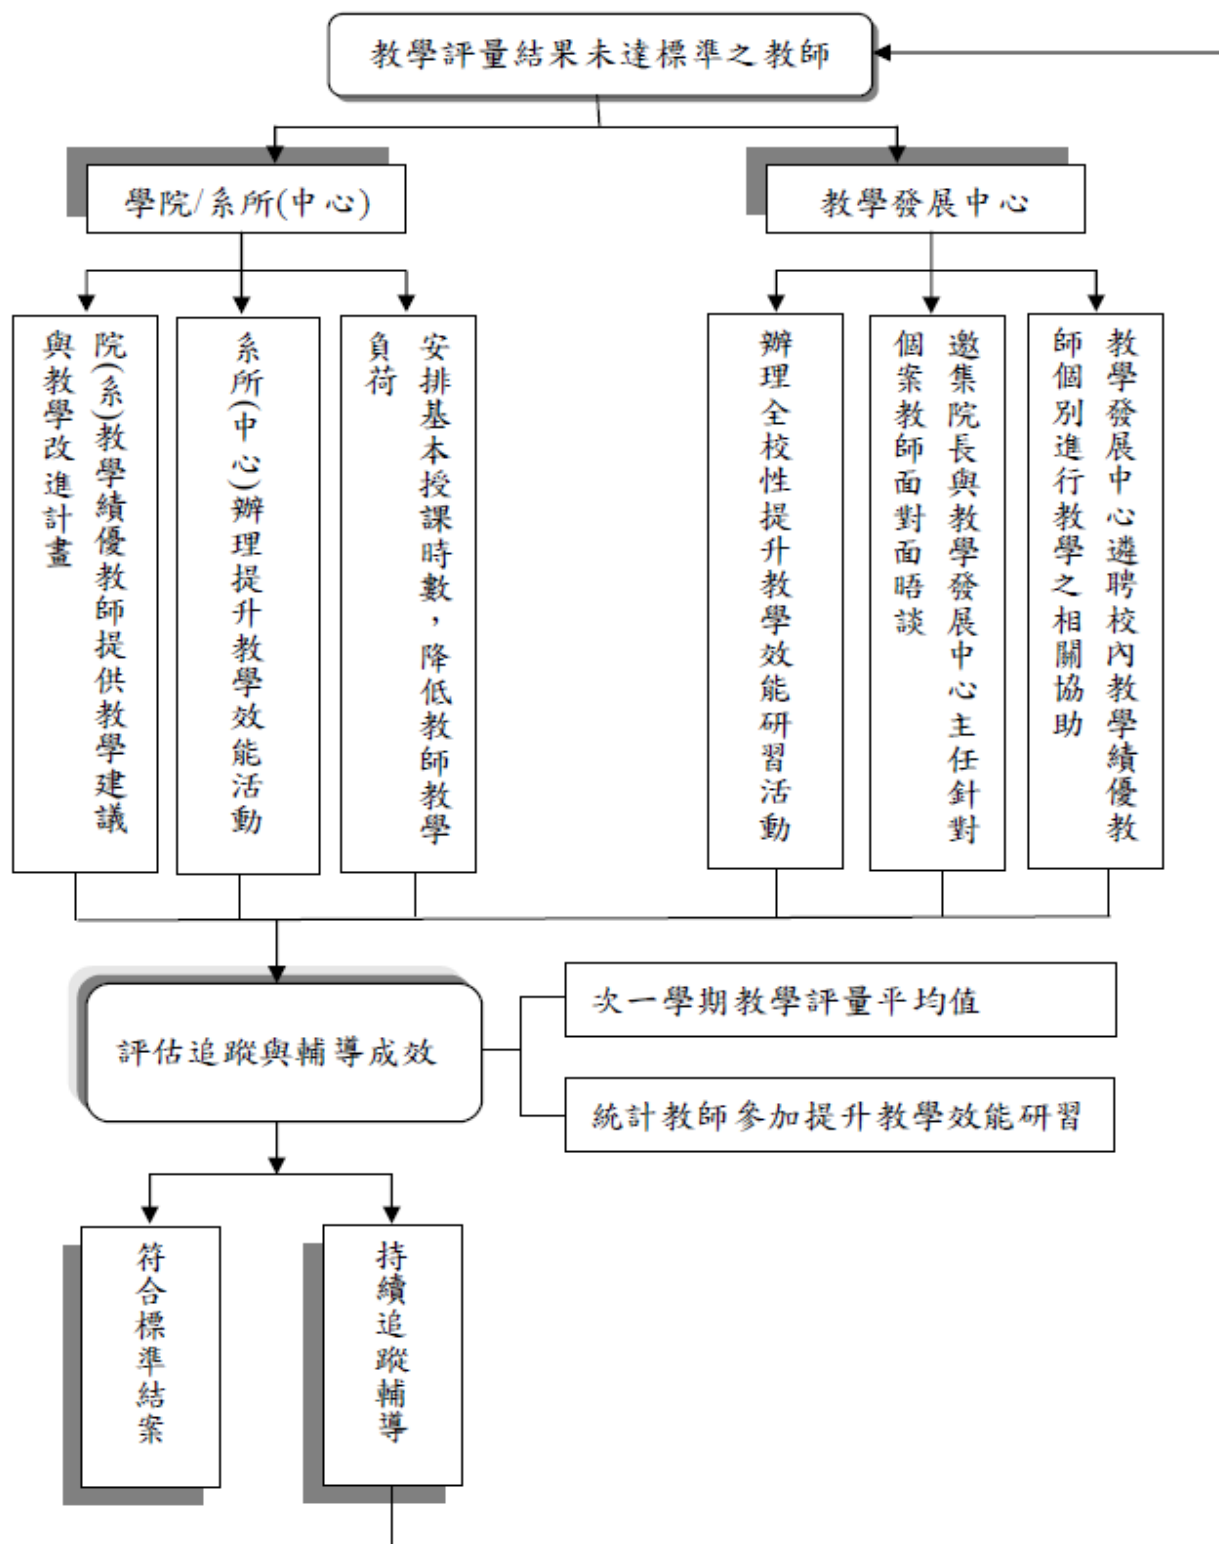 教學評量結果未達標準之教師
學院/系所(中心)
教學發展中心
院(系)教學績優教師提供教學建議
與教學改進計畫
系所(中心)辦理提升教學效能活動
安排基本授課時數，降低教師教學
負荷
辦理全校性提升教學效能研習活動
邀集院長與教學發展中心主任針對
個案教師面對面晤談
教學發展中心遴聘校內教學績優教
師個別進行教學之相關協助
評估追蹤與輔導成效
次一學期教學評量平均值
統計教師參加提升教學效能研習
符合標準結案
持續追蹤輔導